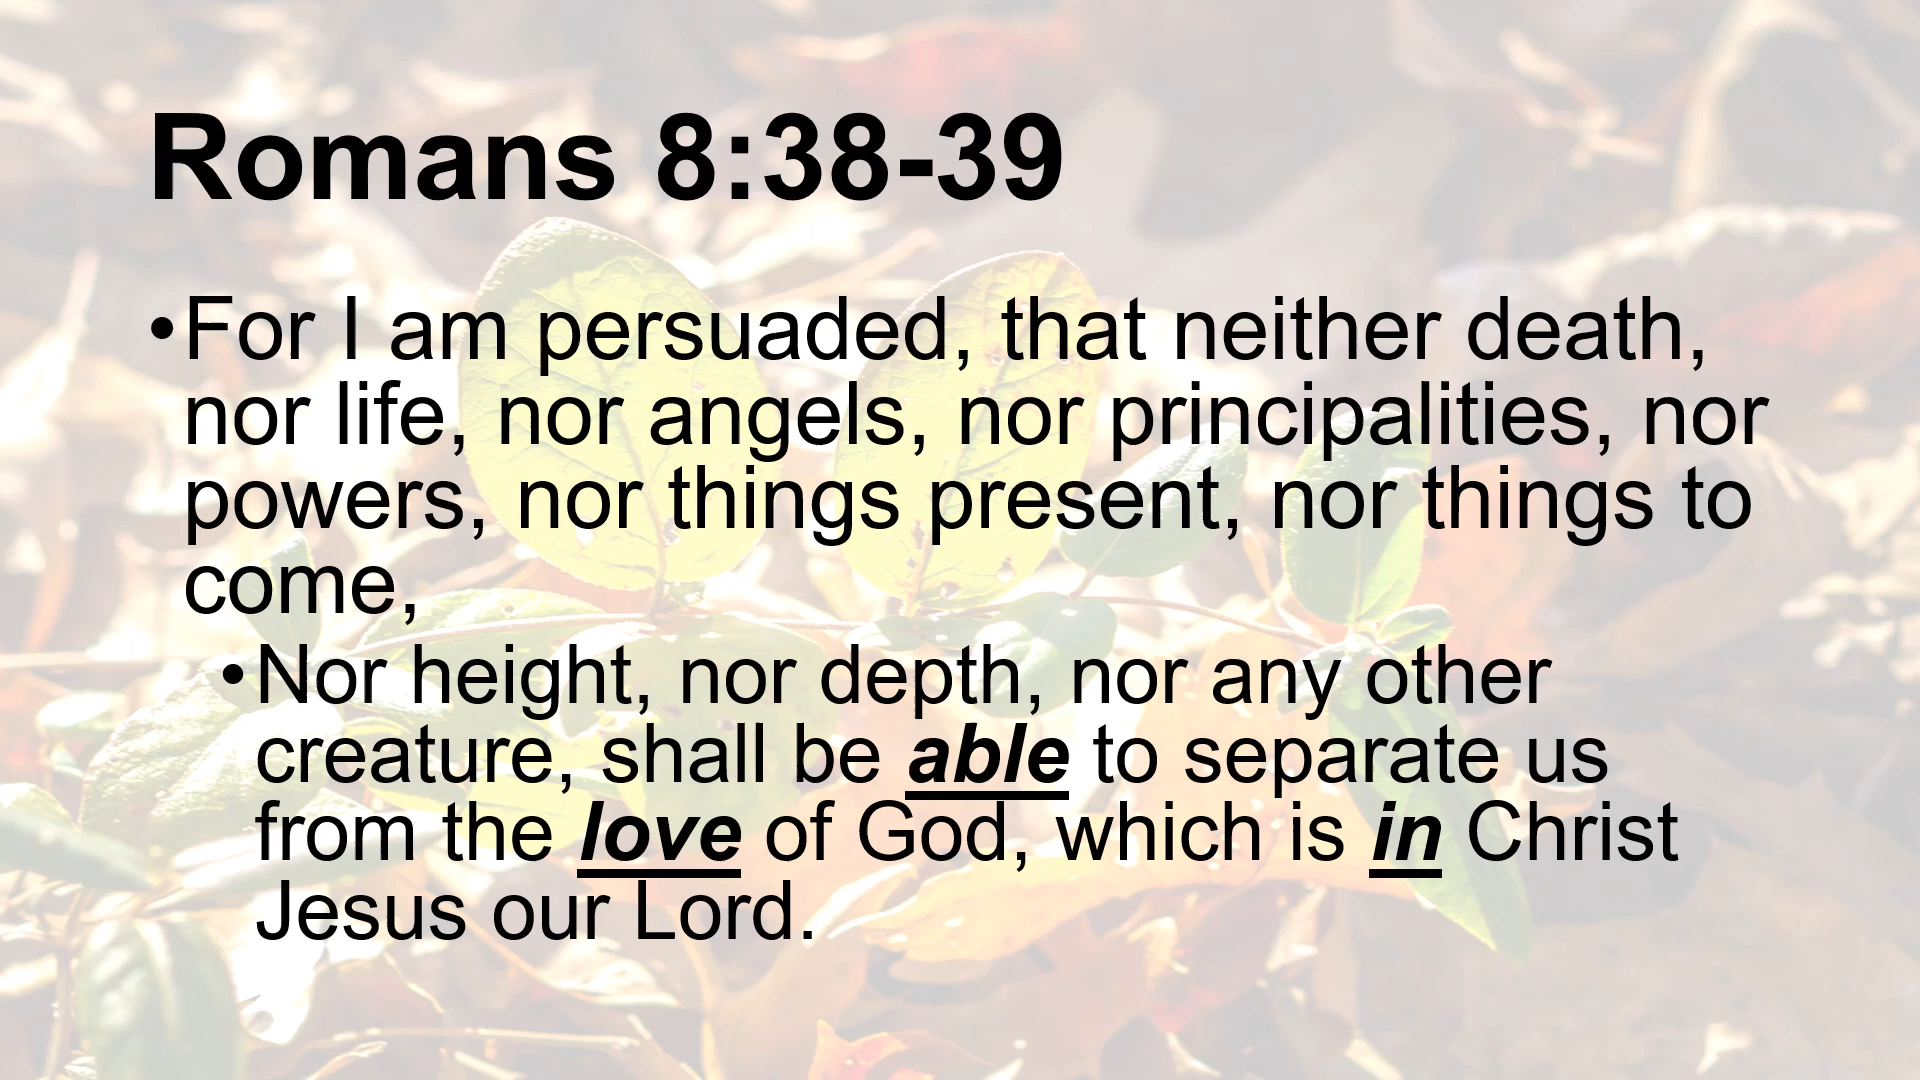 Romans 8:38-39
•For I am persuaded, that neither death,
nor life, nor angels, nor principalities, nor
powers, nor things present, nor things to
come,
•Nor height, nor depth, nor any other
creature, shall be able to separate us
from the love of God, which is in Christ
Jesus our Lord.